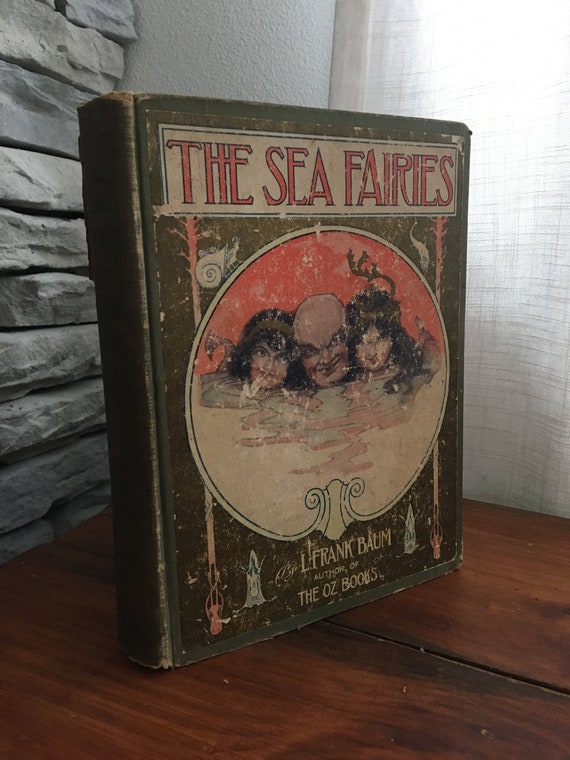 THE SEA FAIRIES
By L. FRANK BAUM
AUTHOR OF
THE OZ BOOKS.